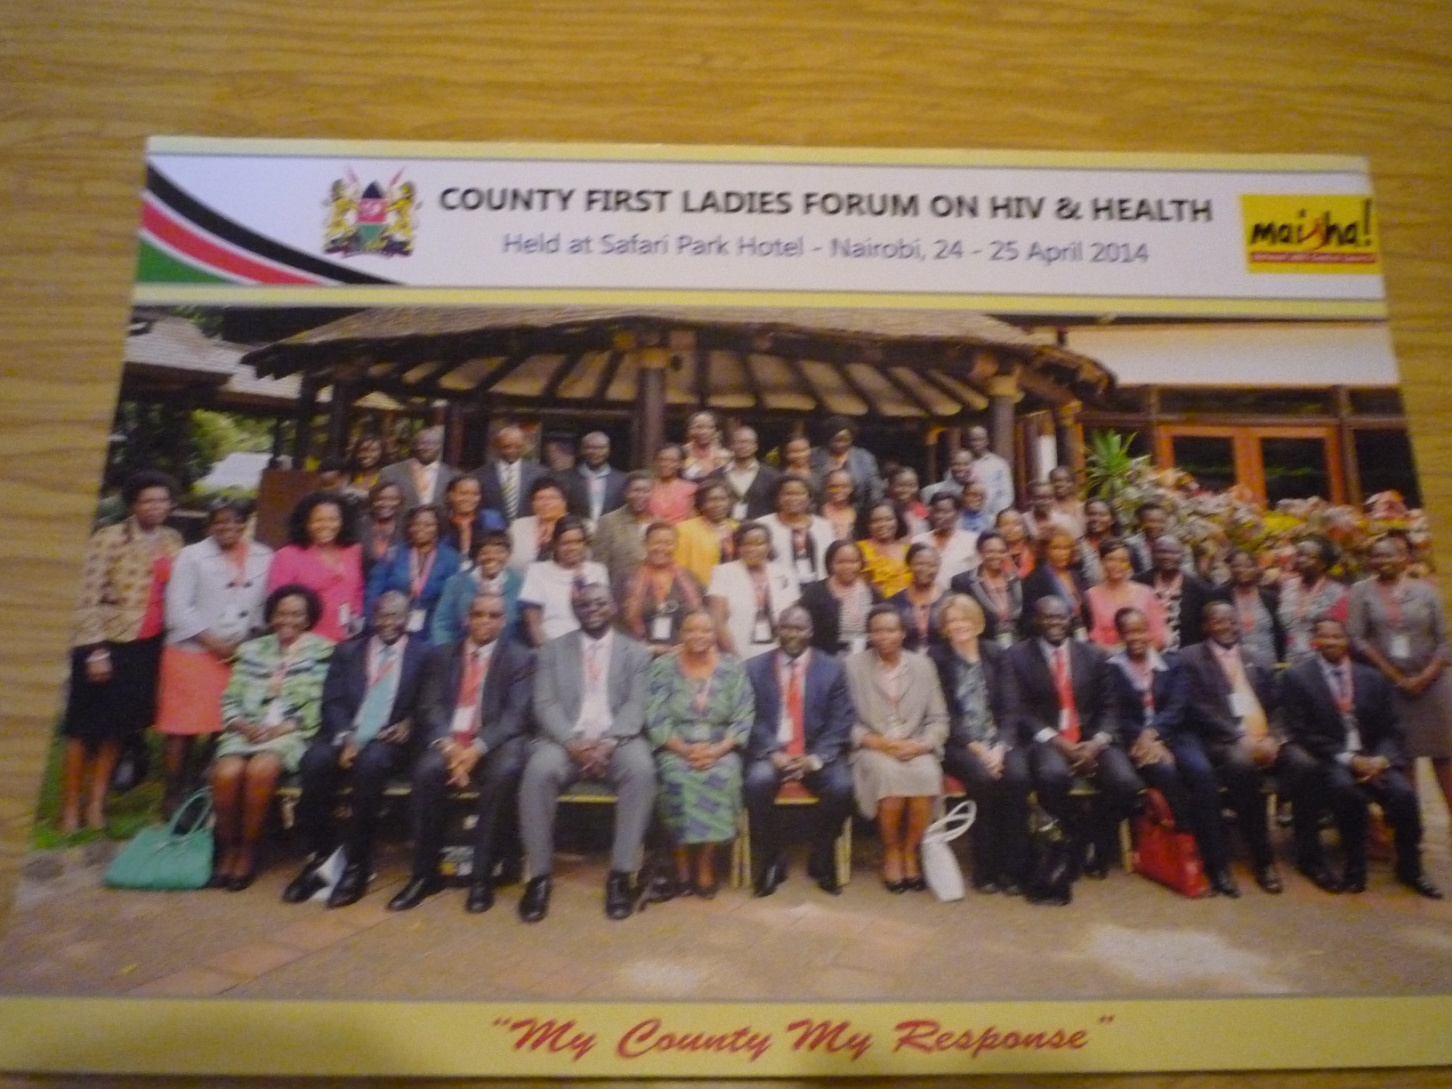 COUNTY FIRST LADIES FORUM ON HIV & HEALTH
Held at Safari Park Hotel - Nairobi, 24 - 25 April 2014
maisha!
"My County My Response"